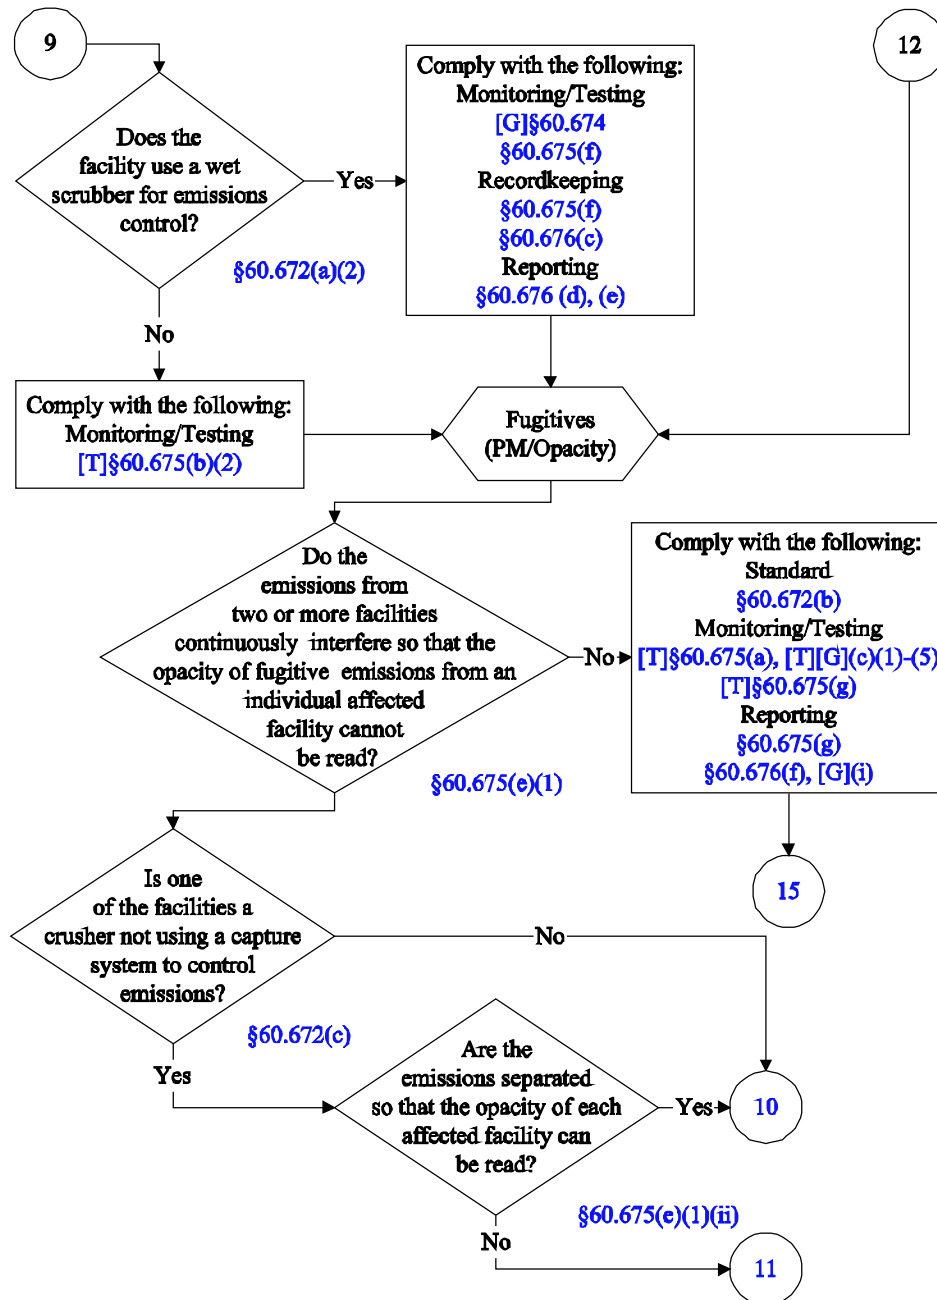 9
12
Does the
facility use a wet
scrubber for emissions
control?
Yes
§60.672(a)(2)
No
Comply with the following:
Monitoring/Testing
[G]§60.674
§60.675(f)
Recordkeeping
§60.675(f)
§60.676(c)
Reporting
§60.676 (d), (e)
Comply with the following:
Monitoring/Testing
[T]§60.675(b)(2)
Fugitives
(PM/Opacity)
Do the
emissions from
two or more facilities
continuously interfere so that the
opacity of fugitive emissions from an
individual affected
facility cannot
be read?
No
§60.675(e)(1)
Comply with the following:
Standard
§60.672(b)
Monitoring/Testing
[T]§60.675(a), [T][G](c)(1)-(5)
[T]§60.675(g)
Reporting
§60.675(g)
§60.676(f), [G](i)
15
Is one
of the facilities a
crusher not using a capture
system to control
emissions?
No
§60.672(c)
Yes
Are the
emissions separated
so that the opacity of each
affected facility can
be read?
Yes
10
§60.675(e)(1)(ii)
No
11